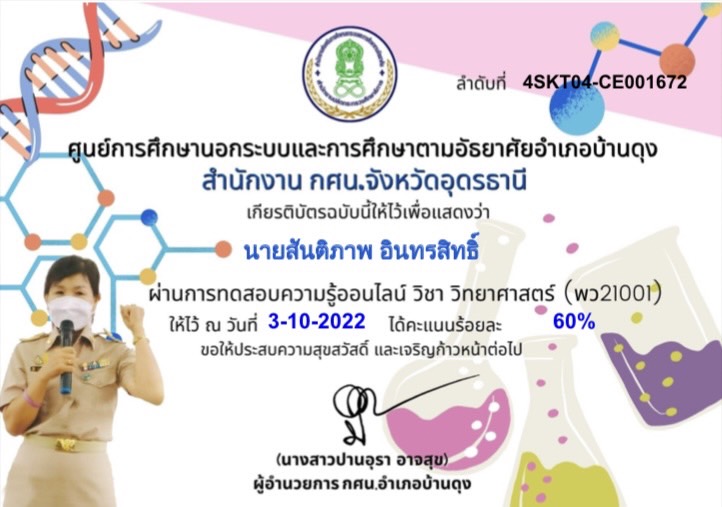 ลำดับที่ 4SKT04-CE001672
ศูนย์การศึกษานอกระบบและการศึกษาตามอัธยาศัยอำเภอบ้านดุง
สำนักงาน กศน.จังหวัดอุดรธานี
เกียรติบัตรฉบับนี้ให้ไว้เพื่อแสดงว่า
นายสันติภาพ อินทรสิทธิ์
ผ่านการทดสอบความรู้ออนไลน์ วิชา วิทยาศาสตร์ (พว21001)
ให้ไว้ ณ วันที่ 3-10-2022 ได้คะแนนร้อยละ 60%
ขอให้ประสบความสุขสวัสดิ์ และเจริญก้าวหน้าต่อไป
(นางสาวปานอุรา อาจสุข)
ผู้อำนวยการ กศน.อำเภอบ้านดุง